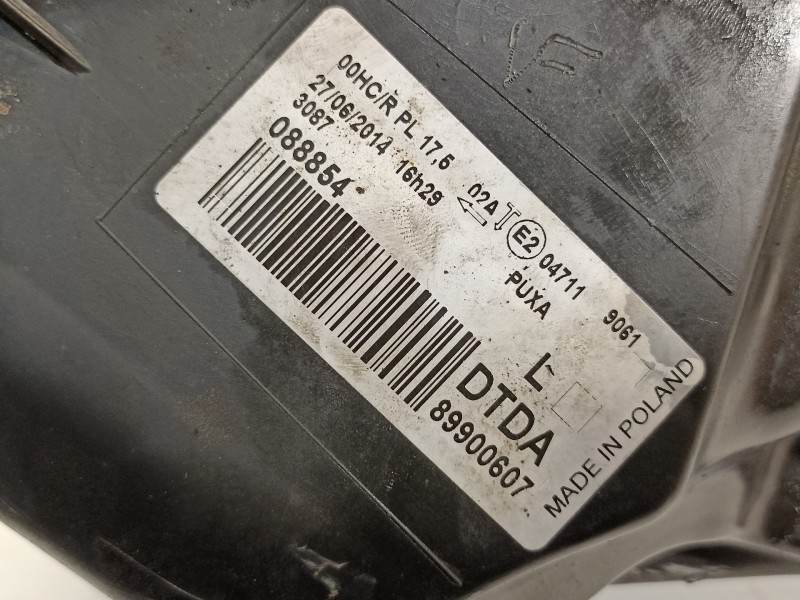 00HC/R PL 17,5 02A E2 04711 9061
27/06/2014 16h29 PUXA
3087
088854
L
DTDA
89900607
MADE IN POLAND